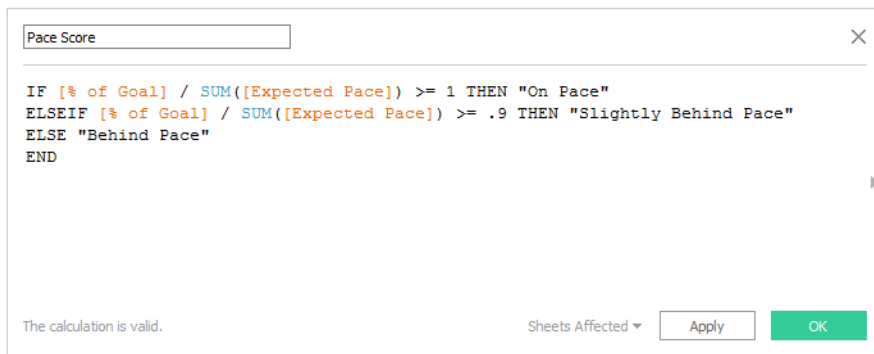 Pace Score
IF [% of Goal] / SUM([Expected Pace]) >= 1 THEN "On Pace"
ELSEIF [% of Goal] / SUM([Expected Pace]) >= .9 THEN "Slightly Behind Pace"
ELSE "Behind Pace"
END
The calculation is valid.
Sheets Affected
Apply
OK